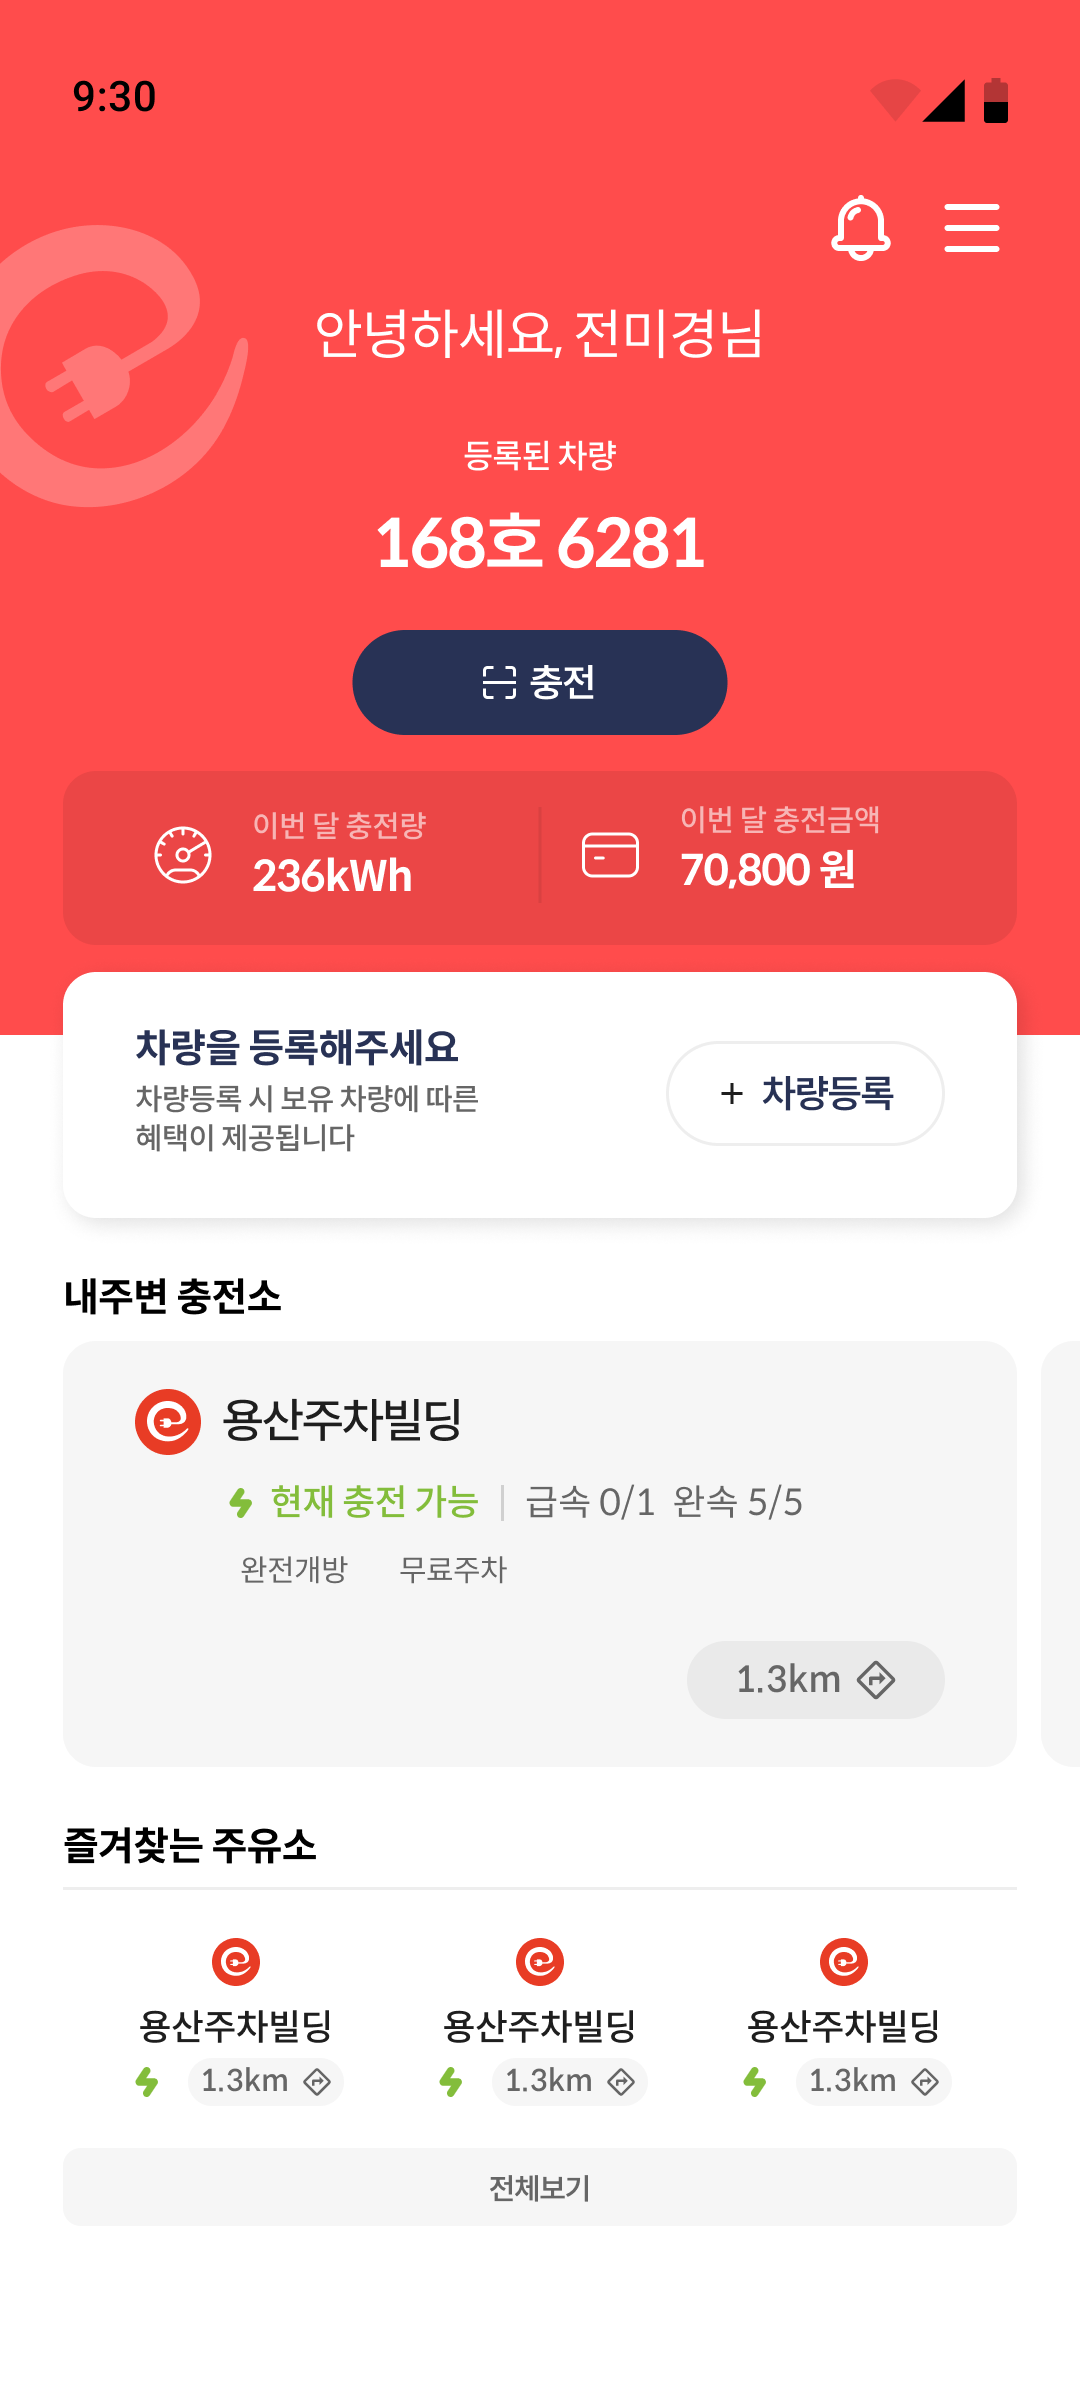 9:30
안녕하세요, 전미경님
등록된 차량
168호 6281
충전
이번 달 충전량
236kWh
이번 달 충전금액
70,800 원
차량을 등록해주세요
차량등록 시 보유 차량에 따른
혜택이 제공됩니다
+ 차량등록
내주변 충전소
용산주차빌딩
현재 충전 가능 | 급속 0/1 완속 5/5
완전개방 무료주차
1.3km
즐겨찾는 주유소
용산주차빌딩 용산주차빌딩 용산주차빌딩
1.3km 1.3km 1.3km
전체보기